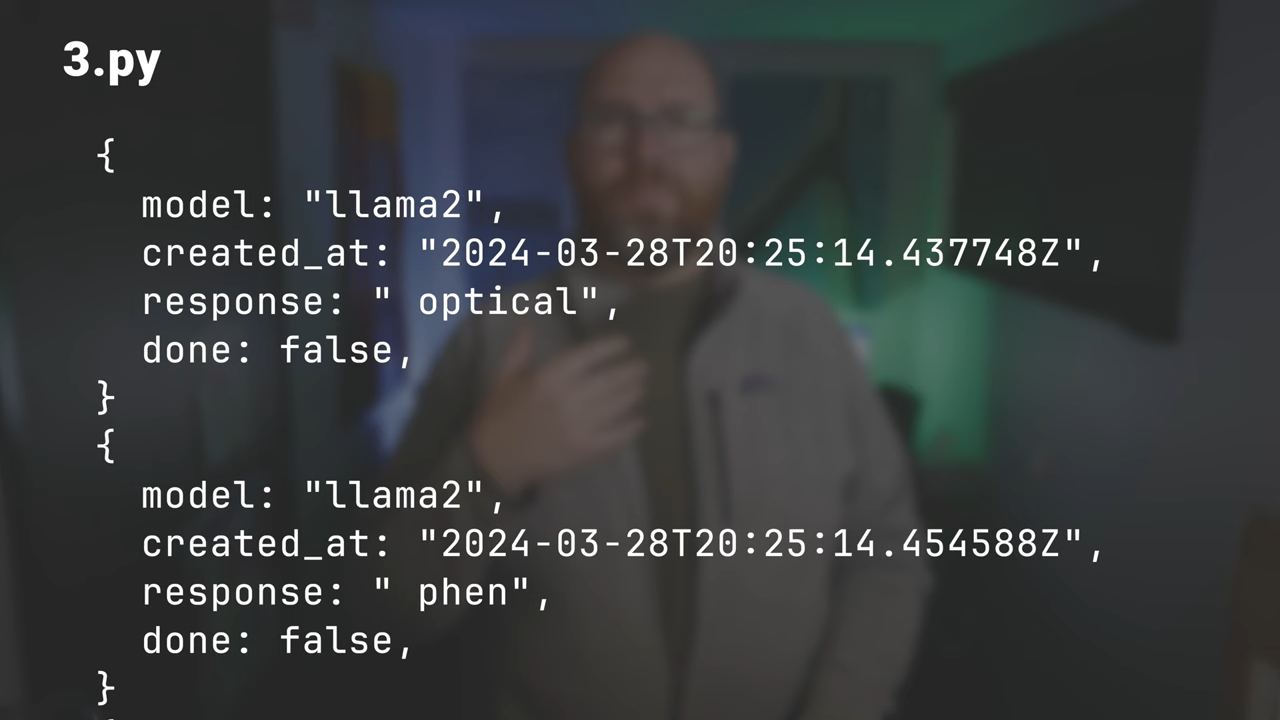 3.py
{
model: "llama2",
created_at: "2024-03-28T20:25:14.437748Z",
response: " optical",
done: false,
}
{
model: "llama2",
created_at: "2024-03-28T20:25:14.454588Z",
response: " phen",
done: false,
}